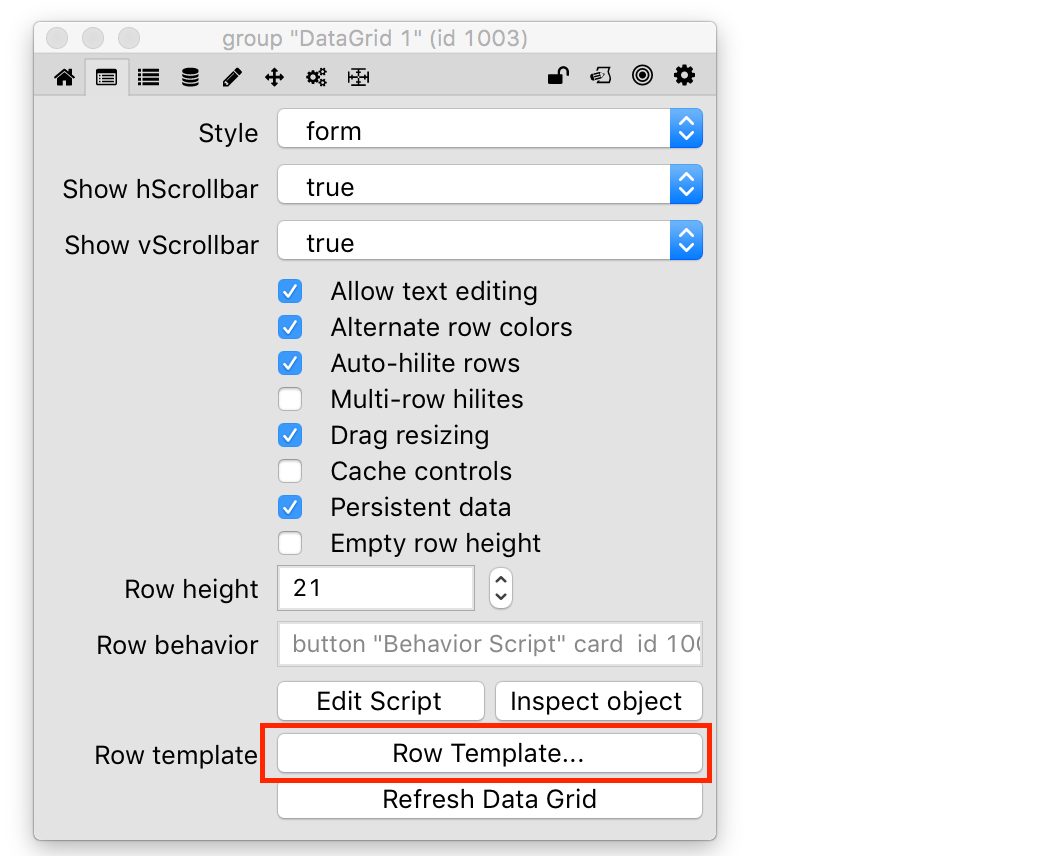 group "DataGrid 1" (id 1003)
Style form
Show hScrollbar true
Show vScrollbar true
Allow text editing
Alternate row colors
Auto-hilite rows
Multi-row hilites
Drag resizing
Cache controls
Persistent data
Empty row height
Row height 21
Row behavior button "Behavior Script" card id 100
Edit Script Inspect object
Row template Row Template...
Refresh Data Grid